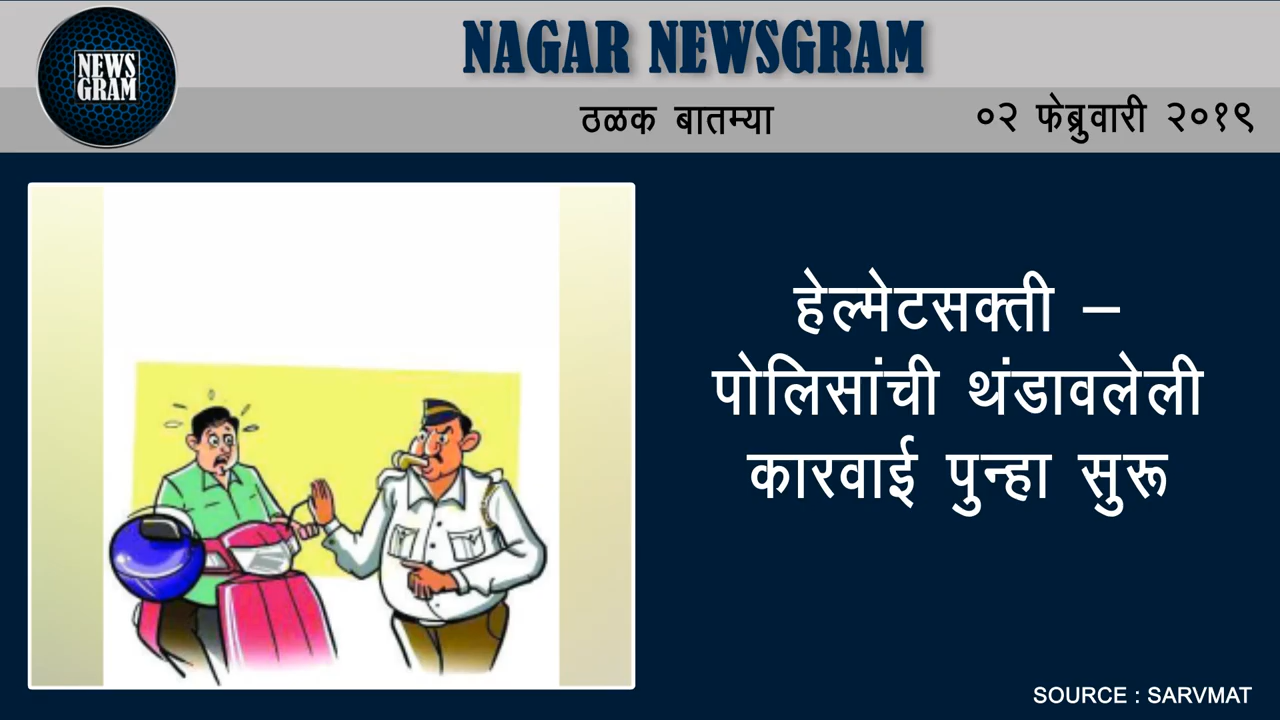 NEWS
GRAM
NAGAR NEWSGRAM
ठळक बातम्या
०२ फेब्रुवारी २०१९
हेल्मेटसक्ती –
पोलिसांची थंडावलेली
कारवाई पुन्हा सुरू
SOURCE : SARVMAT